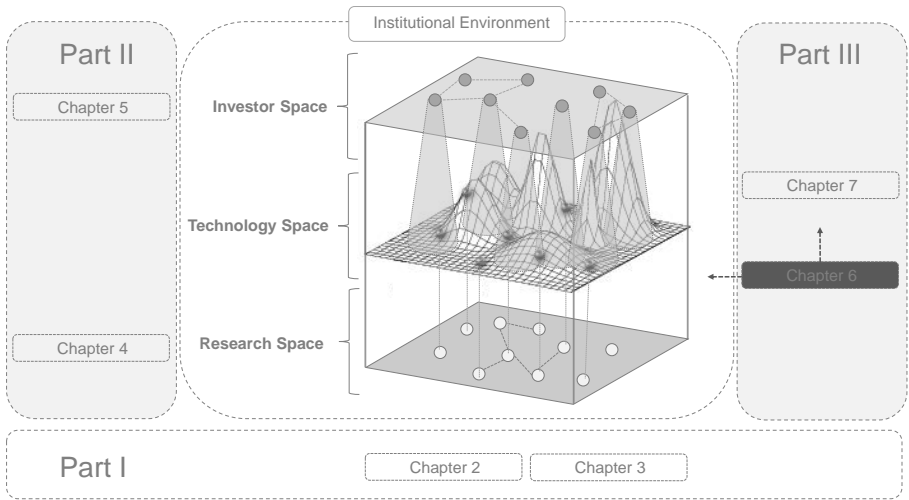 Institutional Environment
Part II
Chapter 5
Chapter 4
Investor Space
Technology Space
Research Space
Part III
Chapter 7
Chapter 6
Part I
Chapter 2
Chapter 3